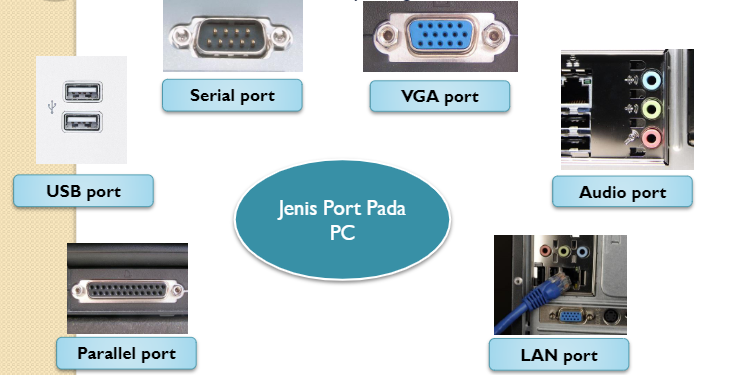 Serial port
VGA port
USB port
Audio port
Jenis Port Pada
PC
Parallel port
LAN port